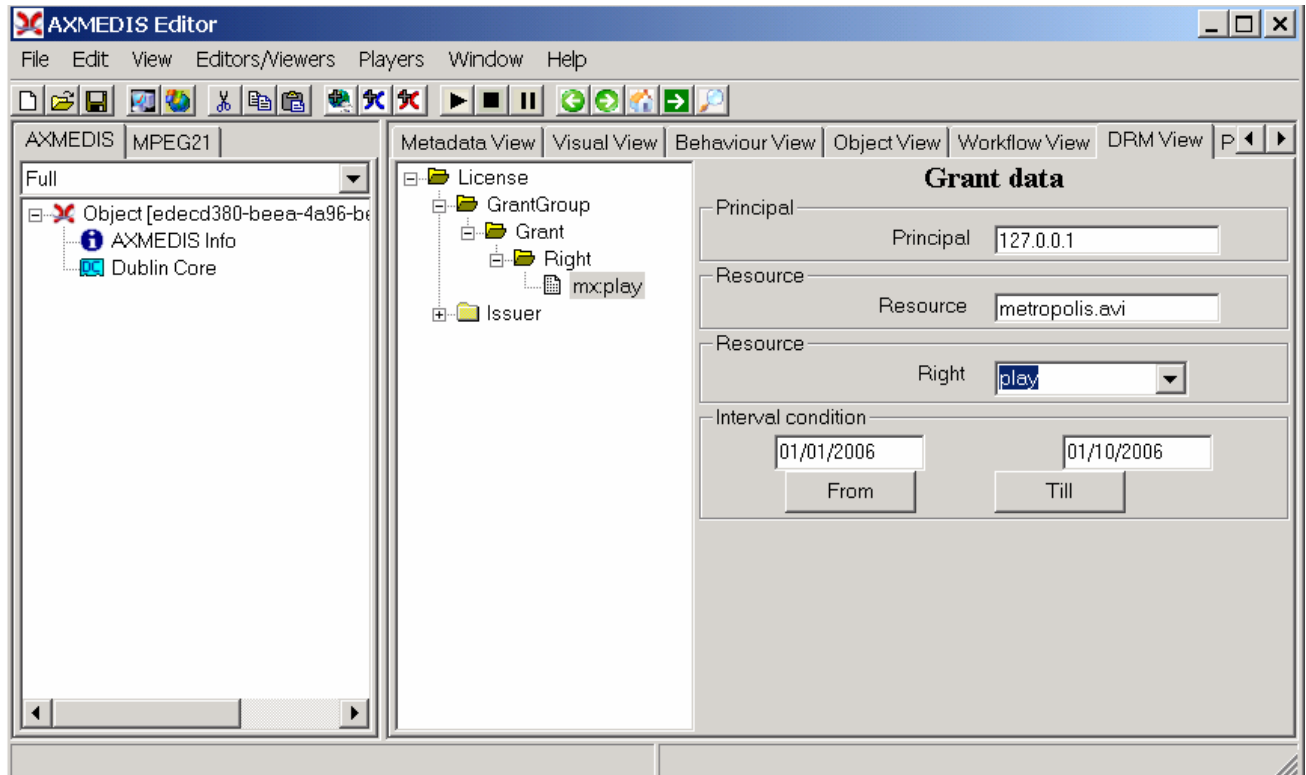 AXMEDIS Editor
File Edit View Editors/Viewers Players Window Help
AXMEDIS MPEG21
Full
Object [edecd380-beea-4a96-be
AXMEDIS Info
DC Dublin Core
Metadata View Visual View Behaviour View Object View Workflow View DRM View P
License
GrantGroup
Grant
Right
mx:play
Issuer
Grant data
Principal
Principal 127.0.0.1
Resource
Resource metropolis.avi
Resource
Right play
Interval condition
01/01/2006 01/10/2006
From Till